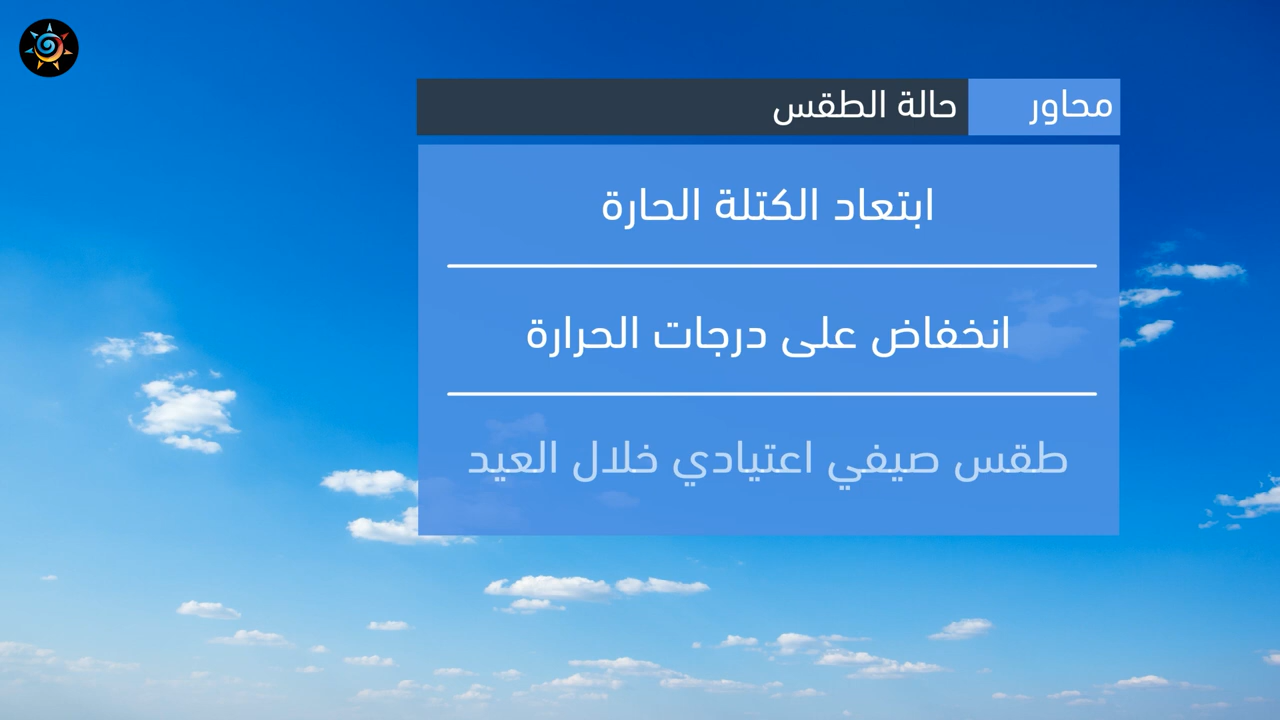 محاور حالة الطقس
ابتعاد الكتلة الحارة
انخفاض على درجات الحرارة
طقس صيفي اعتيادي خلال العيد